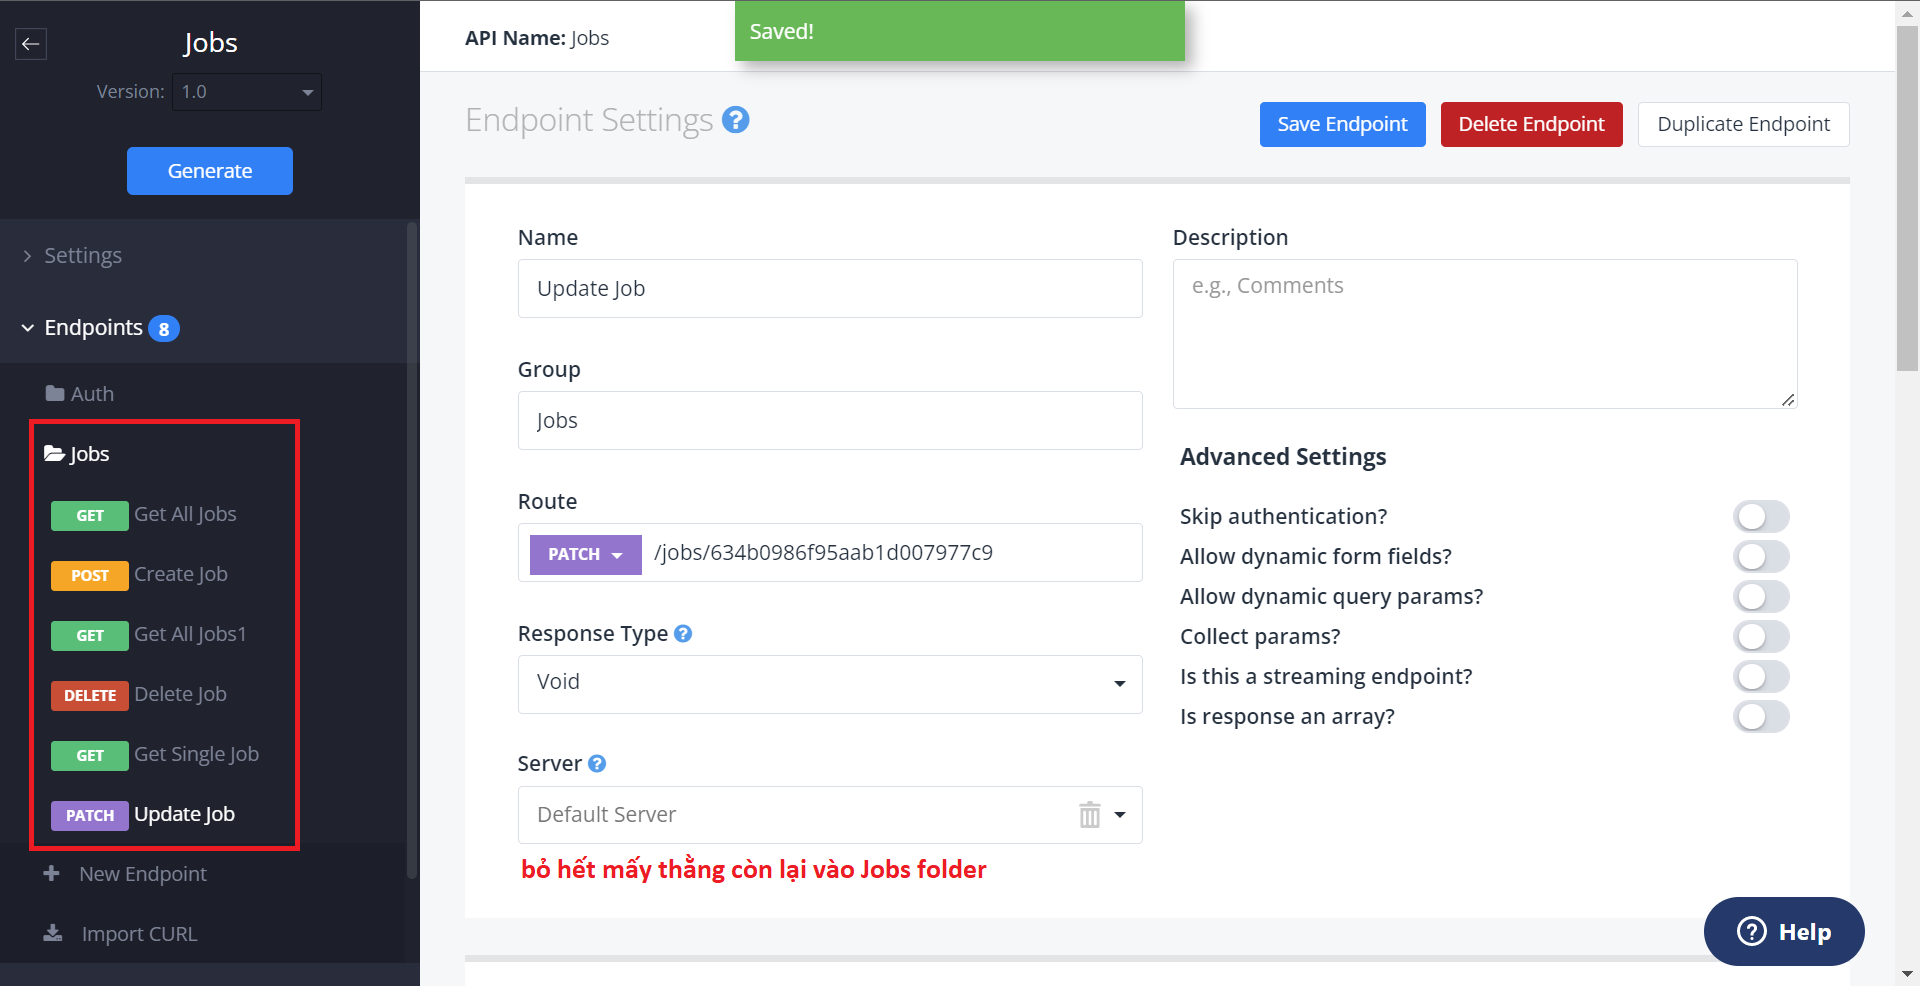 Jobs
Version: 1.0
Generate
Settings
Endpoints 8
Auth
Jobs
GET Get All Jobs
POST Create Job
GET Get All Jobs1
DELETE Delete Job
GET Get Single Job
PATCH Update Job
New Endpoint
Import CURL
API Name: Jobs
Saved!
Endpoint Settings ?
Save Endpoint
Delete Endpoint
Duplicate Endpoint
Name
Update Job
Group
Jobs
Route
PATCH /jobs/634b0986f95aab1d007977c9
Response Type ?
Void
Server ?
Default Server
bỏ hết mấy thằng còn lại vào Jobs folder
Description
e.g., Comments
Advanced Settings
Skip authentication?
Allow dynamic form fields?
Allow dynamic query params?
Collect params?
Is this a streaming endpoint?
Is response an array?
? Help